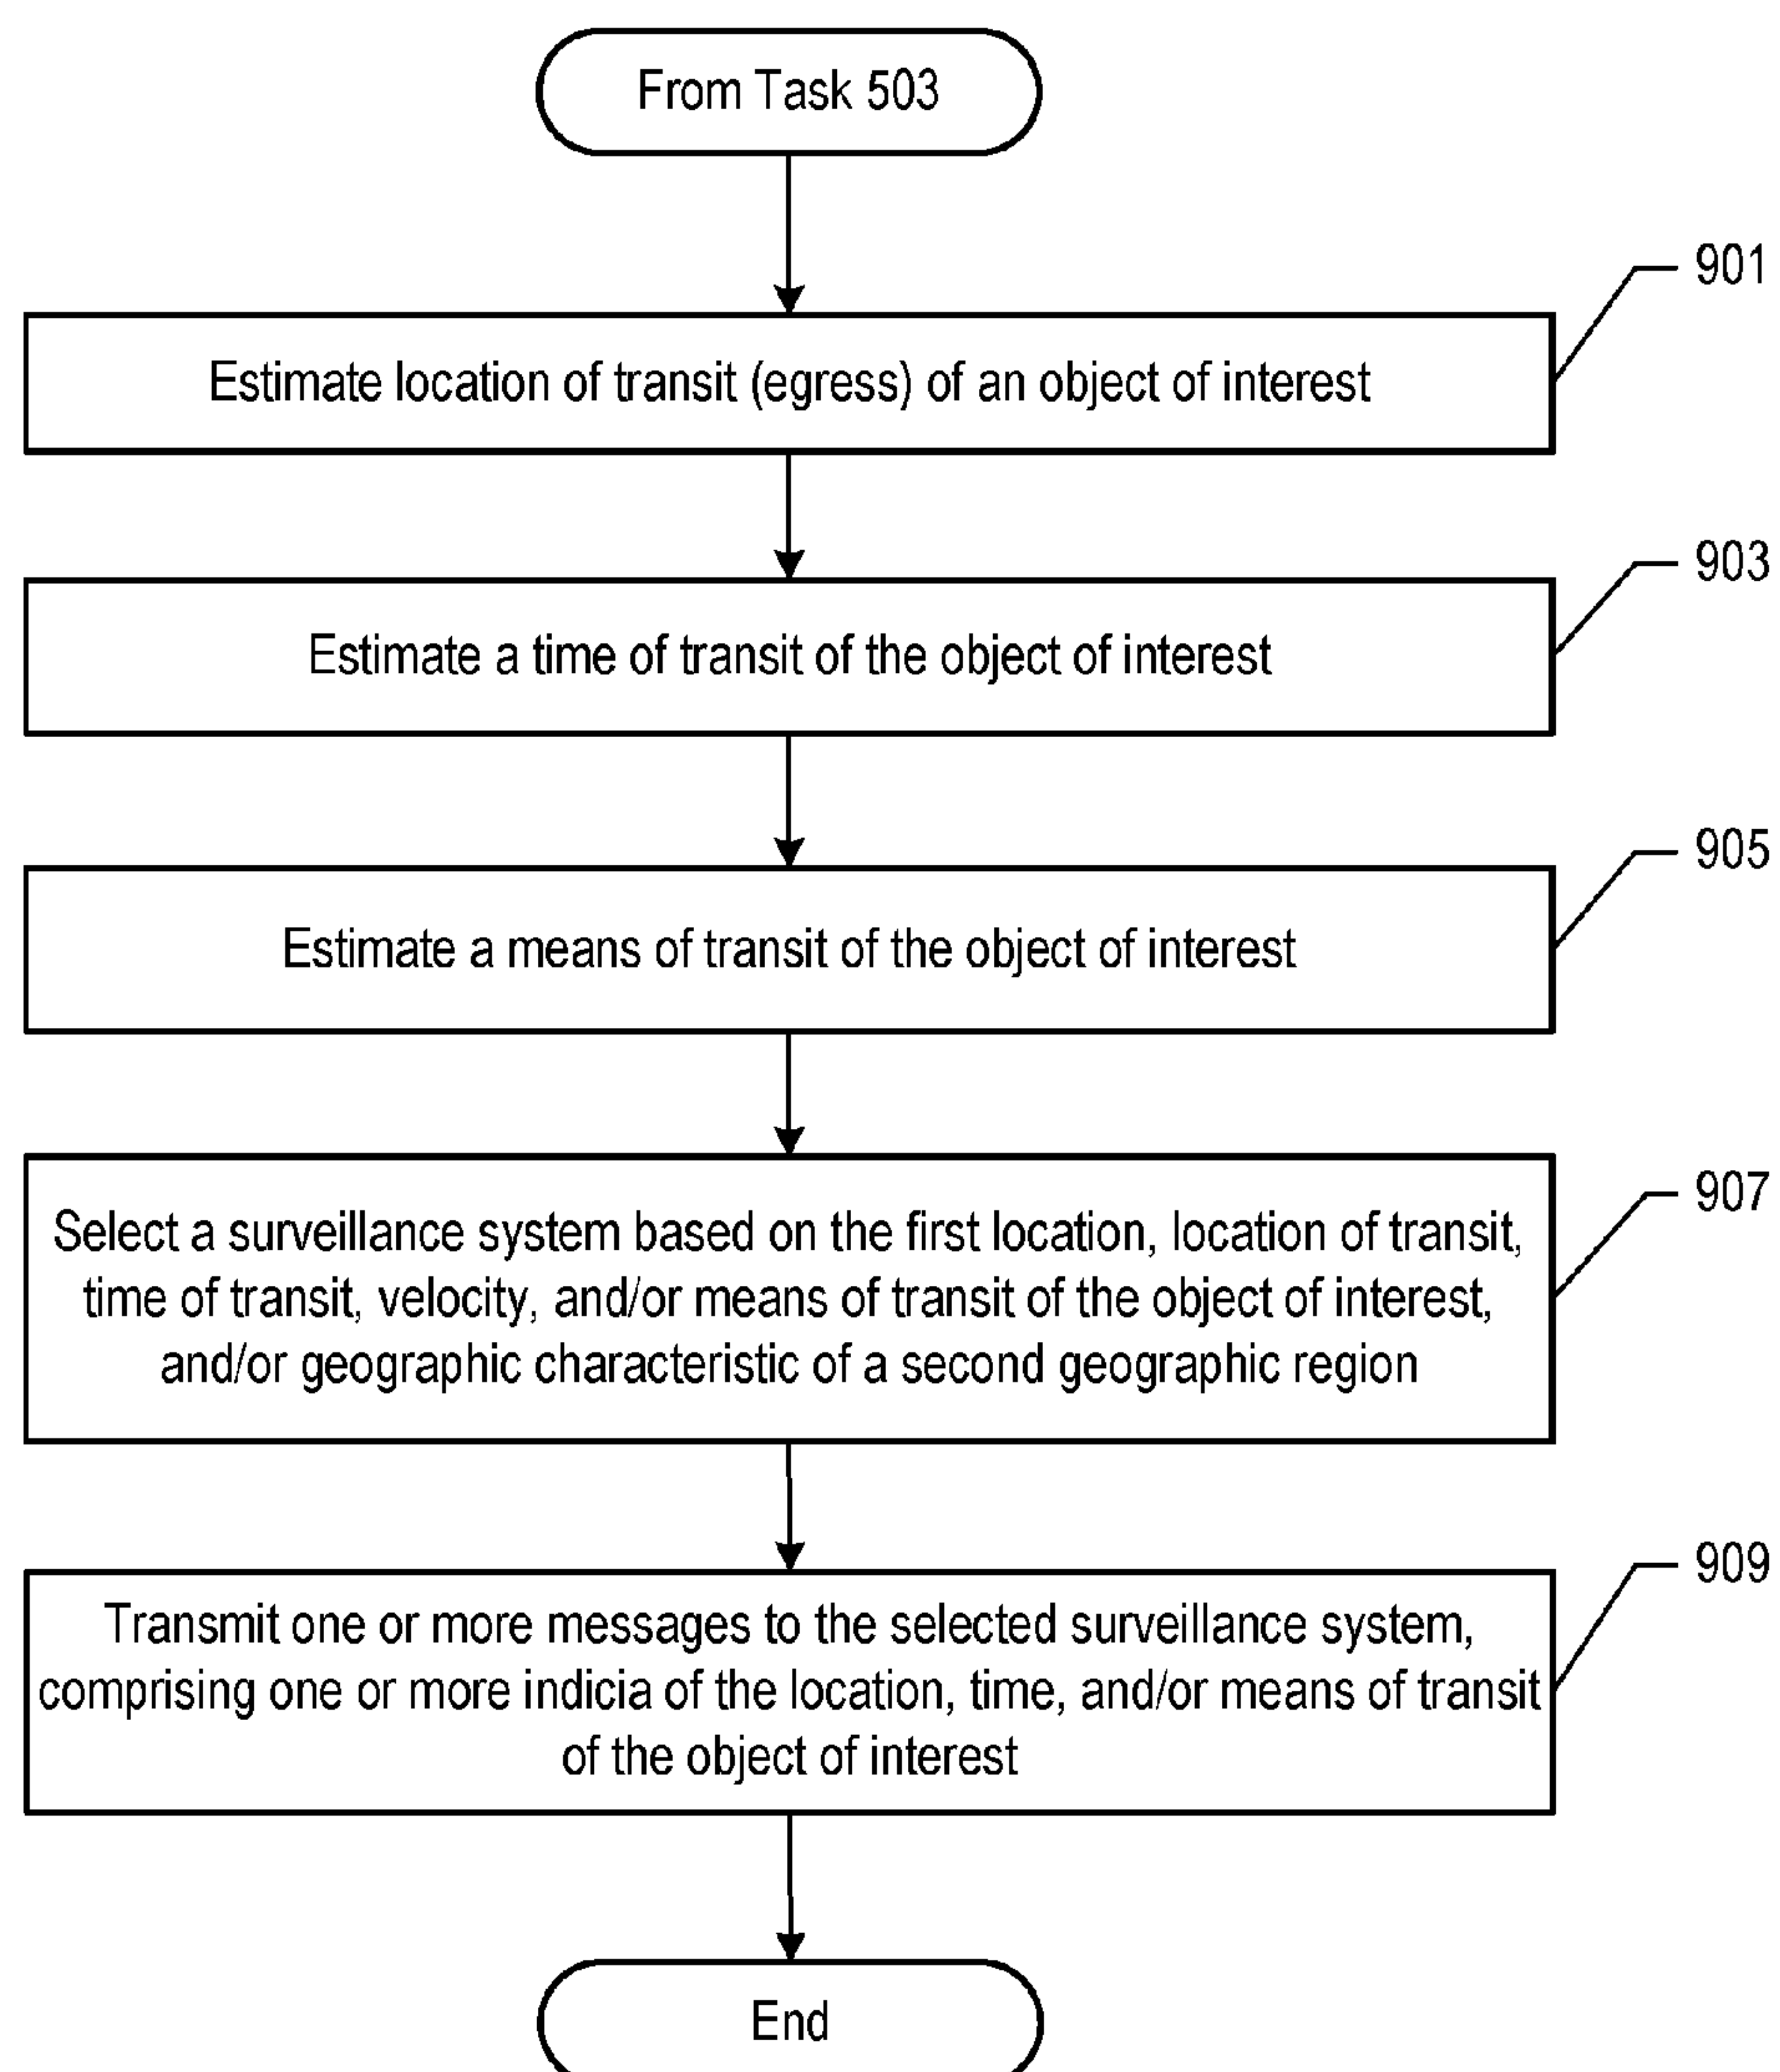 From Task 503
901
Estimate location of transit (egress) of an object of interest
903
Estimate a time of transit of the object of interest
905
Estimate a means of transit of the object of interest
907
Select a surveillance system based on the first location, location of transit,
time of transit, velocity, and/or means of transit of the object of interest,
and/or geographic characteristic of a second geographic region
909
Transmit one or more messages to the selected surveillance system,
comprising one or more indicia of the location, time, and/or means of transit
of the object of interest
End